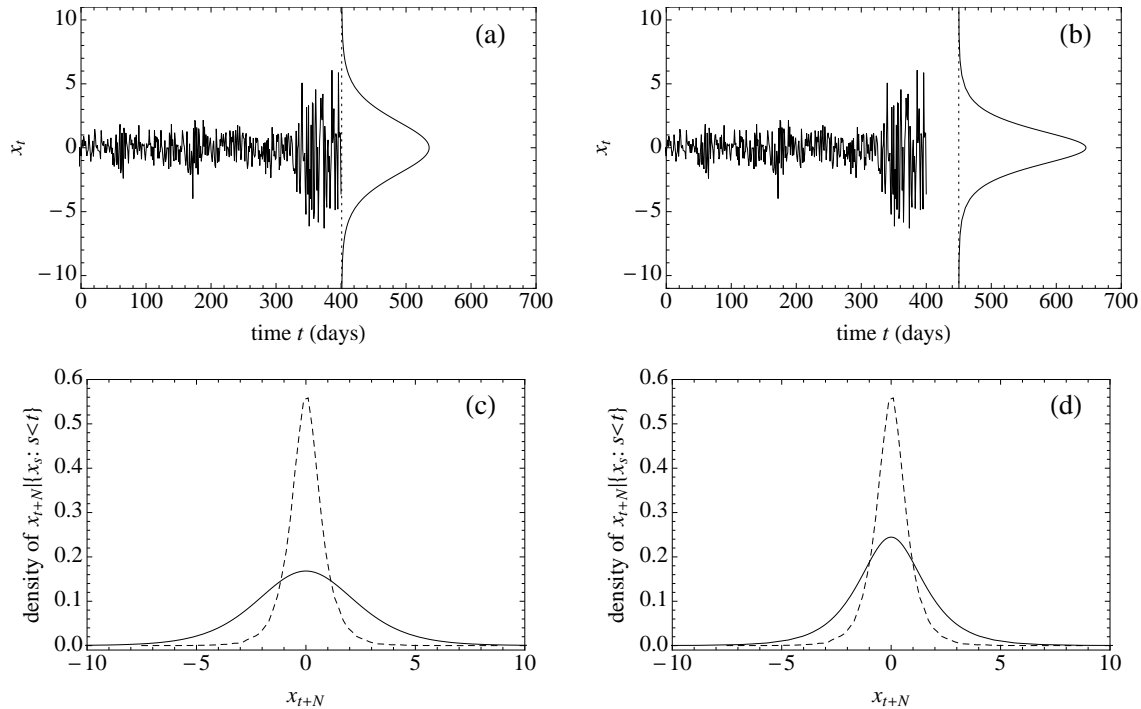 (a)
10
5
0
−5
−10
x_t
0 100 200 300 400 500 600 700
time t (days)
(b)
10
5
0
−5
−10
x_t
0 100 200 300 400 500 600 700
time t (days)
(c)
0.6
0.5
0.4
0.3
0.2
0.1
0.0
density of x_{t+N}|{x_s: s<t}
−10 −5 0 5 10
x_{t+N}
(d)
0.6
0.5
0.4
0.3
0.2
0.1
0.0
density of x_{t+N}|{x_s: s<t}
−10 −5 0 5 10
x_{t+N}